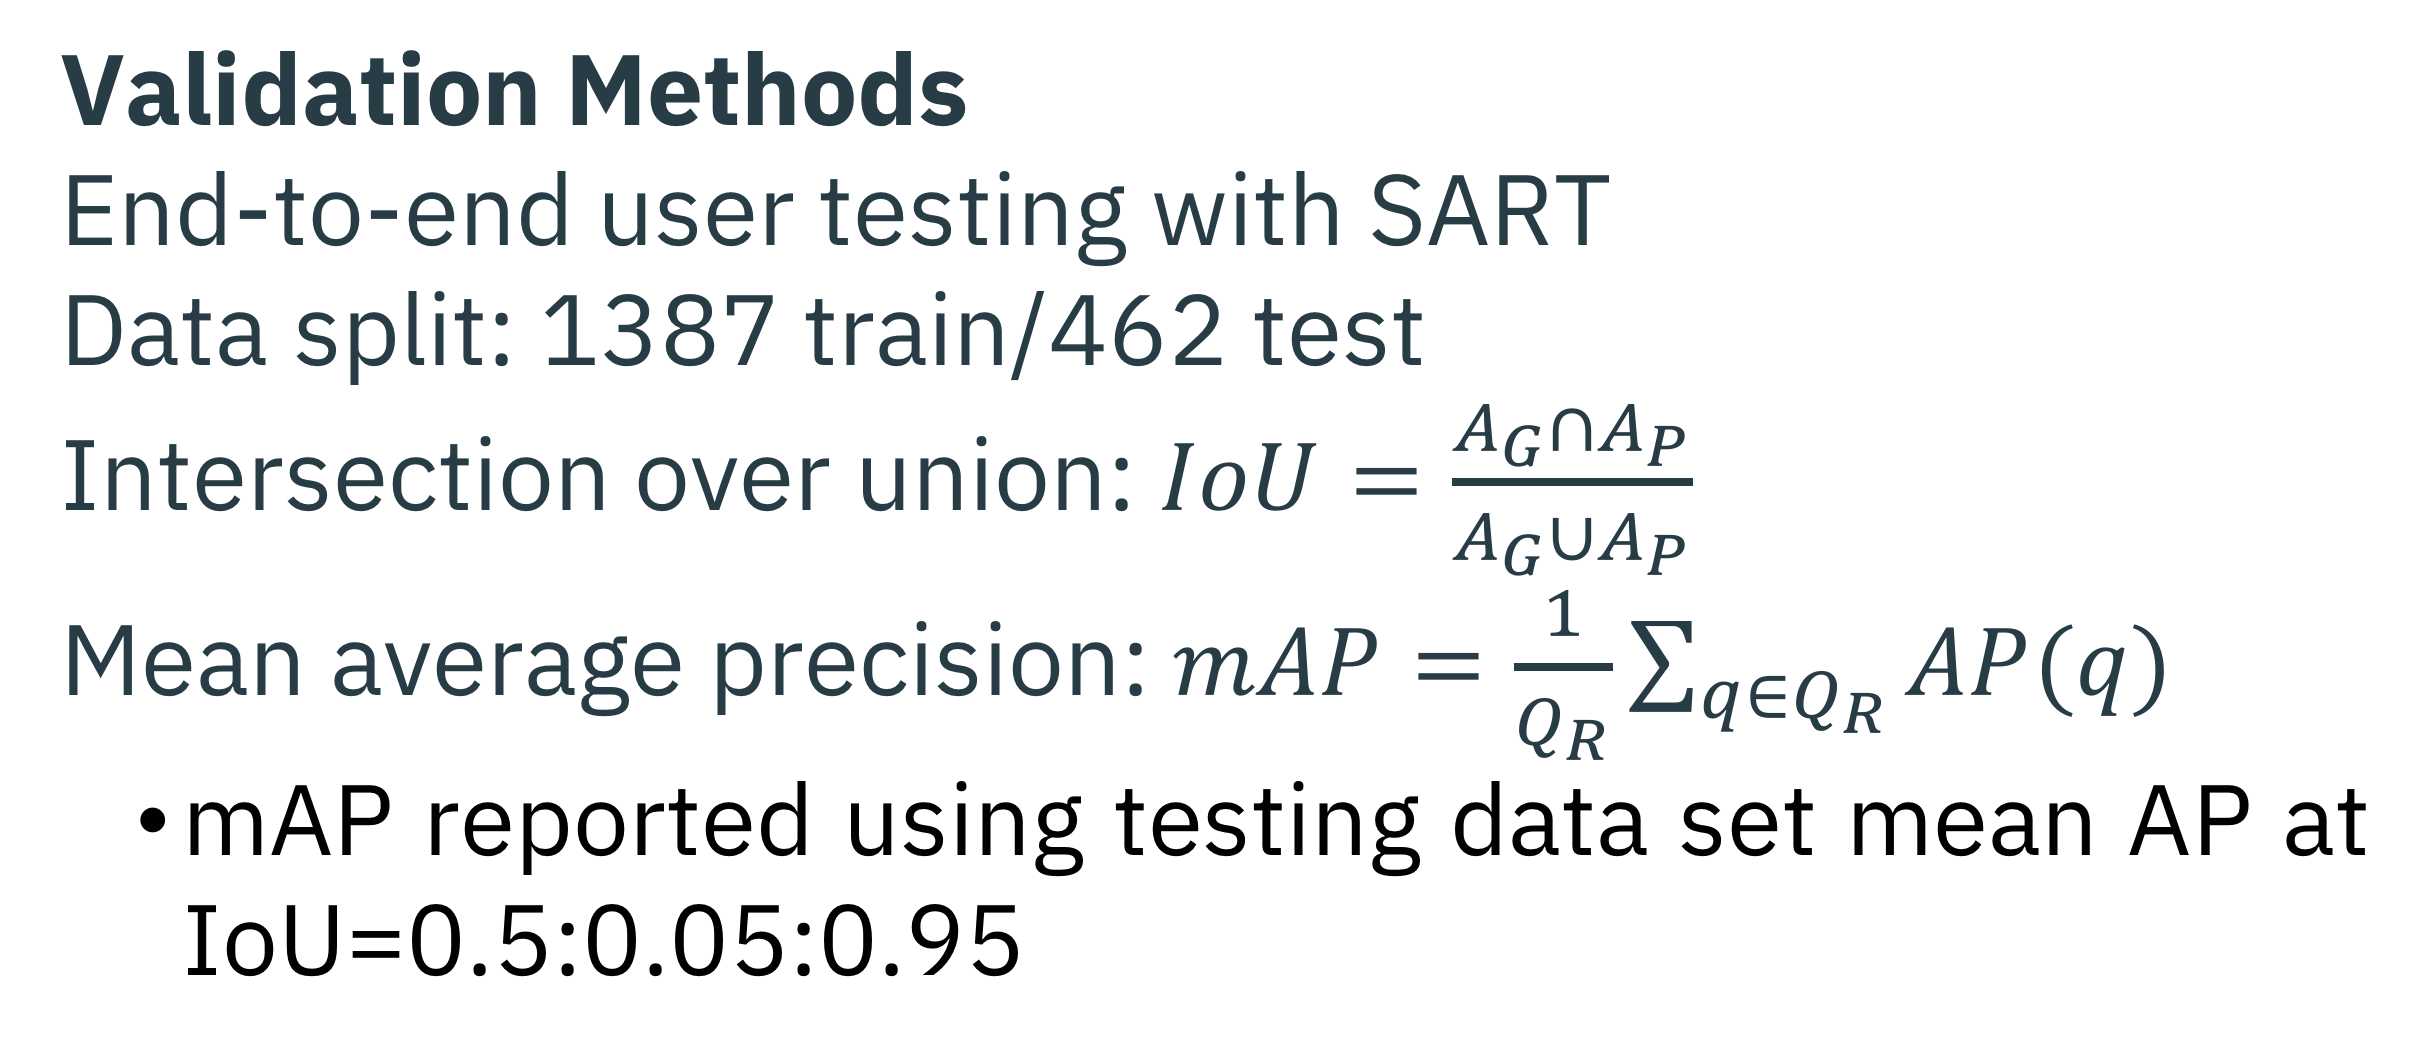 Validation Methods
End-to-end user testing with SART
Data split: 1387 train/462 test
Intersection over union: IoU = \frac{A_G∩A_P}{A_G∪A_P}
Mean average precision: mAP = \frac{1}{Q_R} ∑_{q∈Q_R} AP(q)
•mAP reported using testing data set mean AP at
IoU=0.5:0.05:0.95